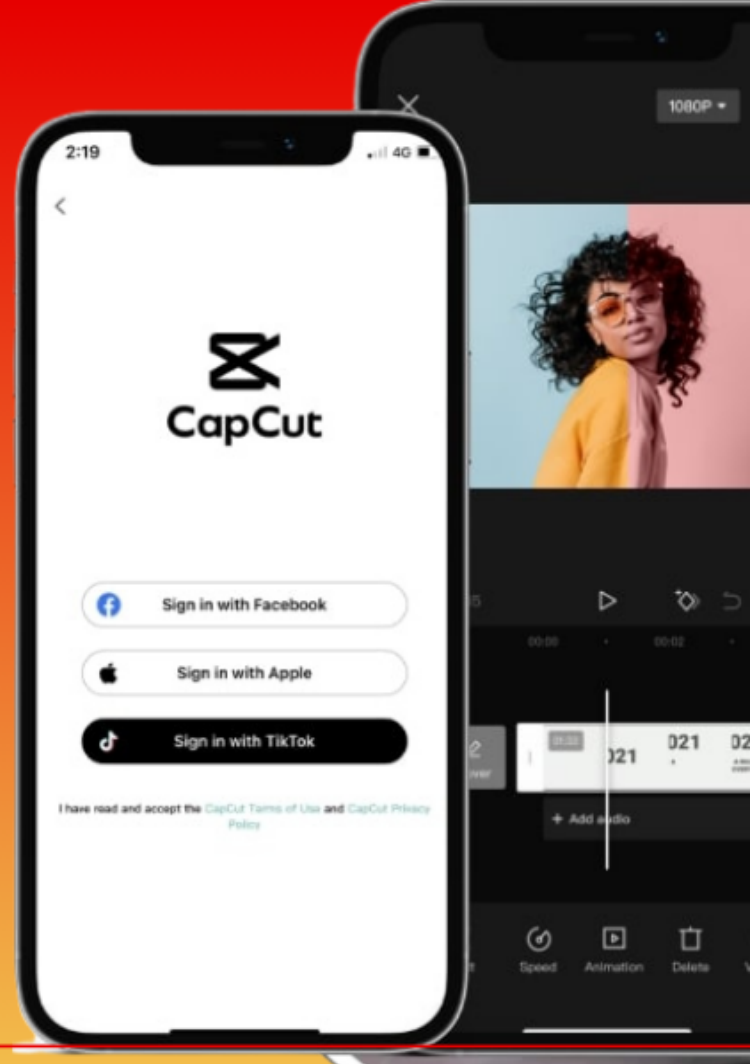 2:19
4G
CapCut
Sign in with Facebook
Sign in with Apple
Sign in with TikTok
I have read and accept the CapCut Terms of Use and CapCut Privacy
Policy
1080P
00:00
00:02
021
021
+ Add audio
Speed
Animation
Delete